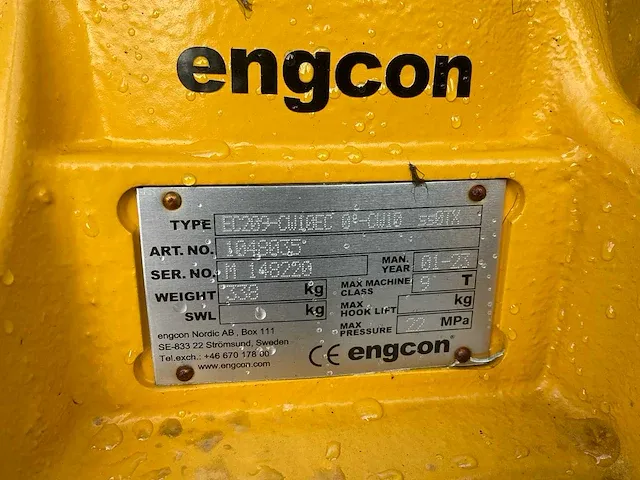 engcon
TYPE EC209-CW10EC 0°-CW10
ART. NO. 1048035
SER. NO. M 148220 MAN. YEAR 01-23
WEIGHT 338 kg MAX MACHINE CLASS 9 T
SWL kg MAX HOOK LIFT kg
MAX PRESSURE 22 MPa
engcon Nordic AB, Box 111
SE-833 22 Strömsund, Sweden
Tel.exch.: +46 670 178 00
www.engcon.com
CE engcon®